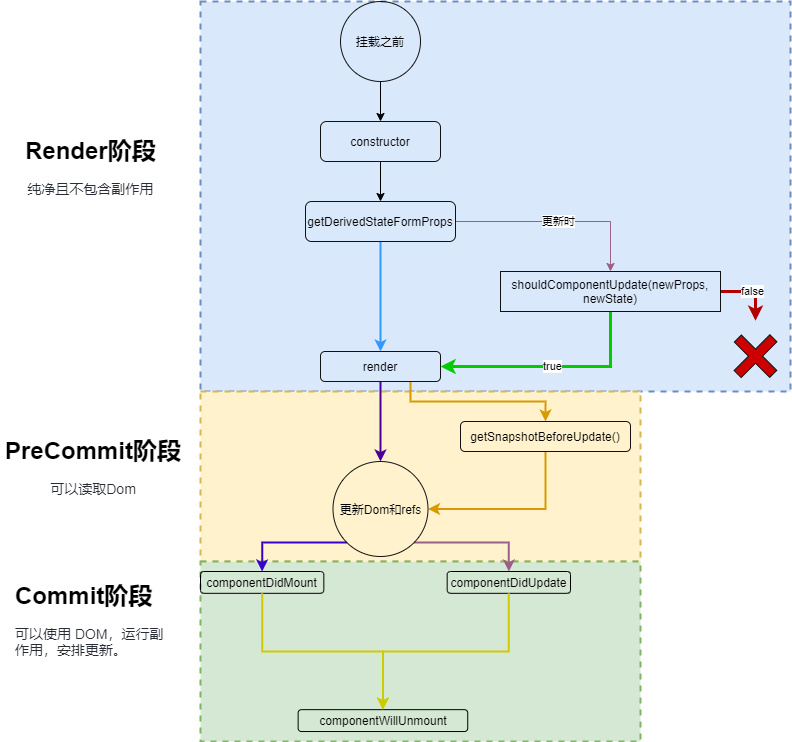 挂载之前
Render阶段
纯净且不包含副作用
constructor
getDerivedStateFormProps
更新时
shouldComponentUpdate(newProps,
newState)
false
true
render
PreCommit阶段
可以读取Dom
getSnapshotBeforeUpdate()
更新Dom和refs
Commit阶段
可以使用 DOM，运行副
作用，安排更新。
componentDidMount
componentDidUpdate
componentWillUnmount